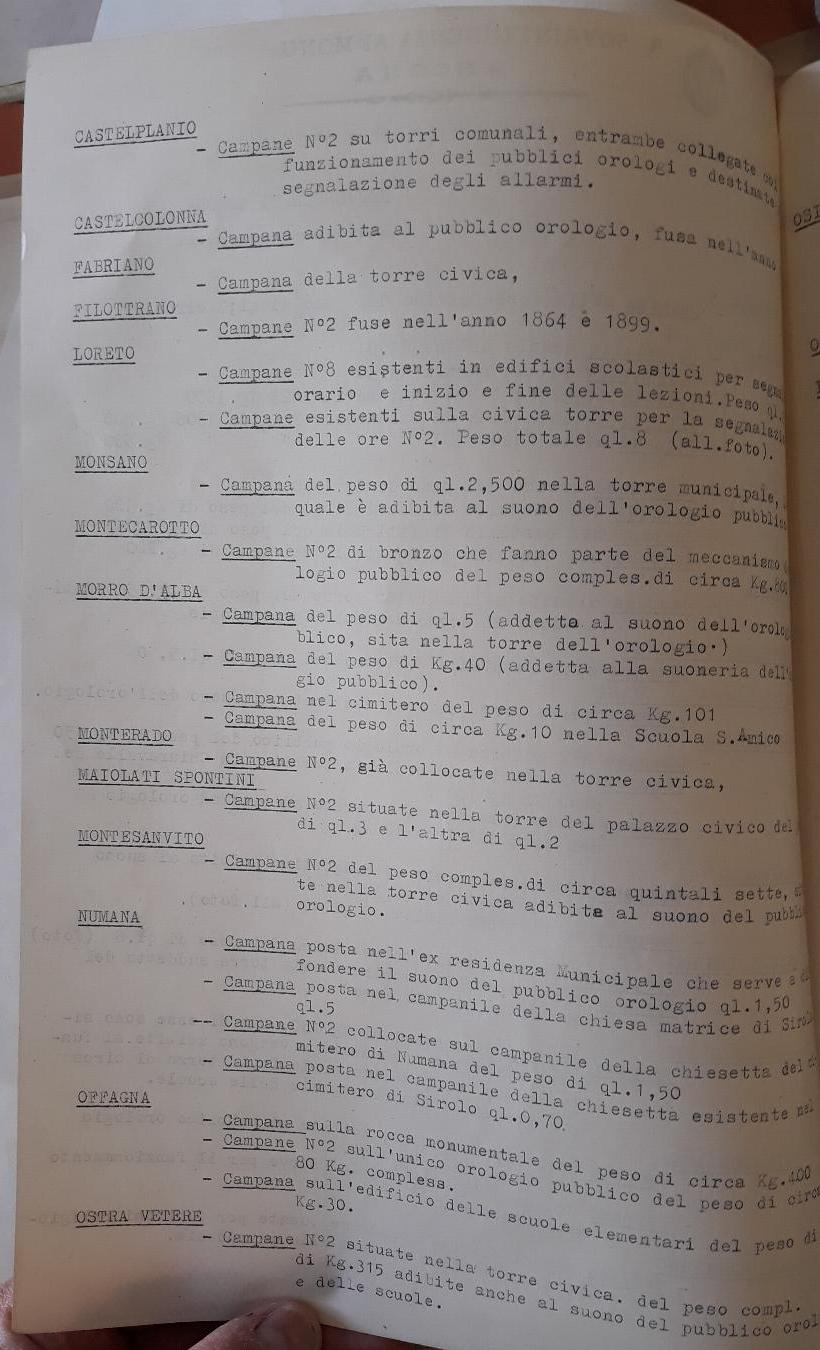 CASTELPLANIO
- Campane N°2 su torri comunali, entrambe collegate col
funzionamento dei pubblici orologi e destinate
segnalazione degli allarmi.
CASTELCOLONNA
- Campana adibita al pubblico orologio, fusa nell'anno
FABRIANO
- Campana della torre civica,
FILOTTRANO
- Campane N°2 fuse nell'anno 1864 e 1899.
LORETO
- Campane N°8 esistenti in edifici scolastici per
orario e inizio e fine delle lezioni.Peso ql.
- Campane esistenti sulla civica torre per la
delle ore N°2. Peso totale ql.8 (all.foto).
MONSANO
- Campana del peso di ql.2,500 nella torre municipale,
quale è adibita al suono dell'orologio
MONTECAROTTO
- Campane N°2 di bronzo che fanno parte del meccanismo
logio pubblico del peso comples.di circa Kg.800
MORRO D'ALBA
- Campana del peso di ql.5 (addetta al suono
blico, sita nella torre dell'orologio.)
- Campana del peso di Kg.40 (addetta alla suoneria
gio pubblico).
- Campana nel cimitero del peso di circa Kg.101
- Campana del peso di circa Kg.10 nella Scuola S.Amico
MONTERADO
- Campane N°2, già collocate nella torre civica,
MAIOLATI SPONTINI
- Campane N°2 situate nella torre del palazzo civico del
di ql.3 e l'altra di ql.2
MONTESANVITO
- Campane N°2 del peso comples.di circa quintali sette,
te nella torre civica adibite al suono del
orologio.
NUMANA
- Campana posta nell'ex residenza Municipale che serve a
fondere il suono del pubblico orologio ql.1,50
- Campana posta nel campanile della chiesa matrice di
ql.5
-- Campane N°2 collocate sul campanile della chiesetta del
mitero di Numana del peso di ql.1,50
- Campana posta nel campanile della chiesetta esistente nel
cimitero di Sirolo ql.0,70.
OFFAGNA
- Campana sulla rocca monumentale del peso di circa Kg.400
- Campane N°2 sull'unico orologio pubblico del peso di
80 Kg. compless.
- Campana sull'edificio delle scuole elementari del peso di
Kg.30.
OSTRA VETERE
- Campane N°2 situate nella torre civica. del peso compl.
di Kg.315 adibite anche al suono del pubblico
e delle scuole.